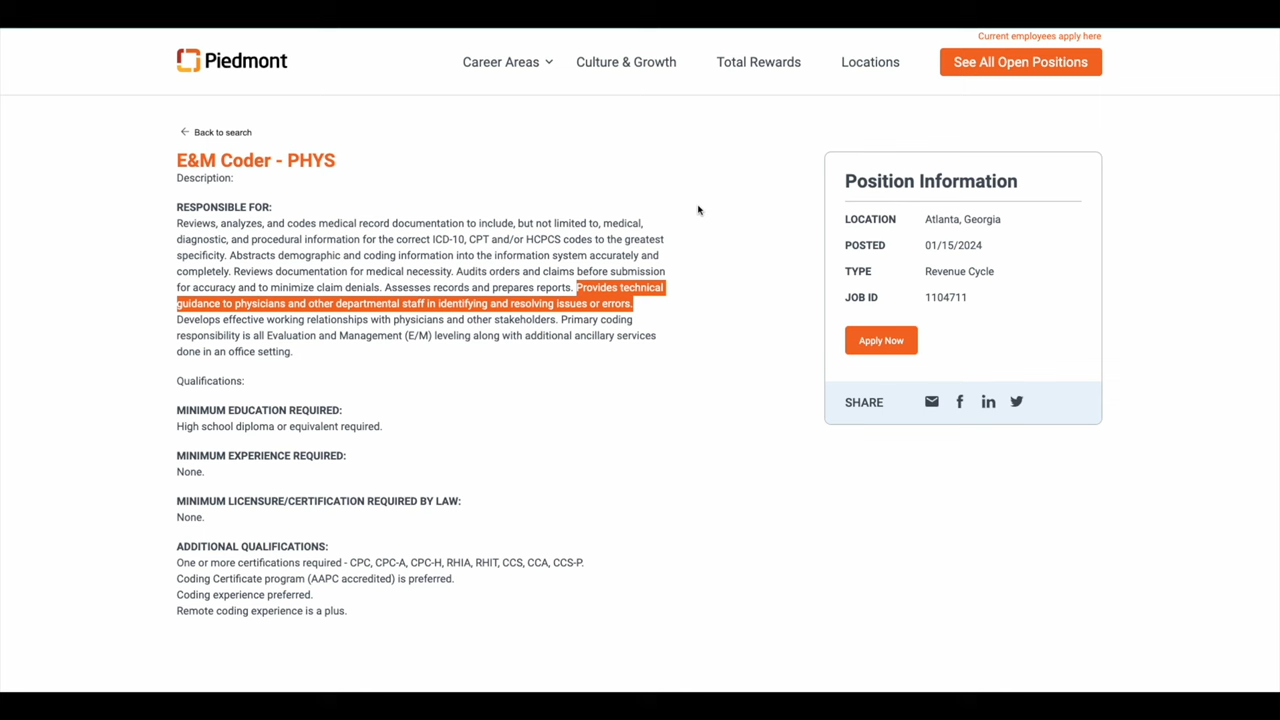 Current employees apply here
Piedmont
Career Areas
Culture & Growth
Total Rewards
Locations
See All Open Positions
Back to search
E&M Coder - PHYS
Description:
RESPONSIBLE FOR:
Reviews, analyzes, and codes medical record documentation to include, but not limited to, medical,
diagnostic, and procedural information for the correct ICD-10, CPT and/or HCPCS codes to the greatest
specificity. Abstracts demographic and coding information into the information system accurately and
completely. Reviews documentation for medical necessity. Audits orders and claims before submission
for accuracy and to minimize claim denials. Assesses records and prepares reports. Provides technical
guidance to physicians and other departmental staff in identifying and resolving issues or errors.
Develops effective working relationships with physicians and other stakeholders. Primary coding
responsibility is all Evaluation and Management (E/M) leveling along with additional ancillary services
done in an office setting.
Qualifications:
MINIMUM EDUCATION REQUIRED:
High school diploma or equivalent required.
MINIMUM EXPERIENCE REQUIRED:
None.
MINIMUM LICENSURE/CERTIFICATION REQUIRED BY LAW:
None.
ADDITIONAL QUALIFICATIONS:
One or more certifications required - CPC, CPC-A, CPC-H, RHIA, RHIT, CCS, CCA, CCS-P.
Coding Certificate program (AAPC accredited) is preferred.
Coding experience preferred.
Remote coding experience is a plus.
Position Information
LOCATION Atlanta, Georgia
POSTED 01/15/2024
TYPE Revenue Cycle
JOB ID 1104711
Apply Now
SHARE